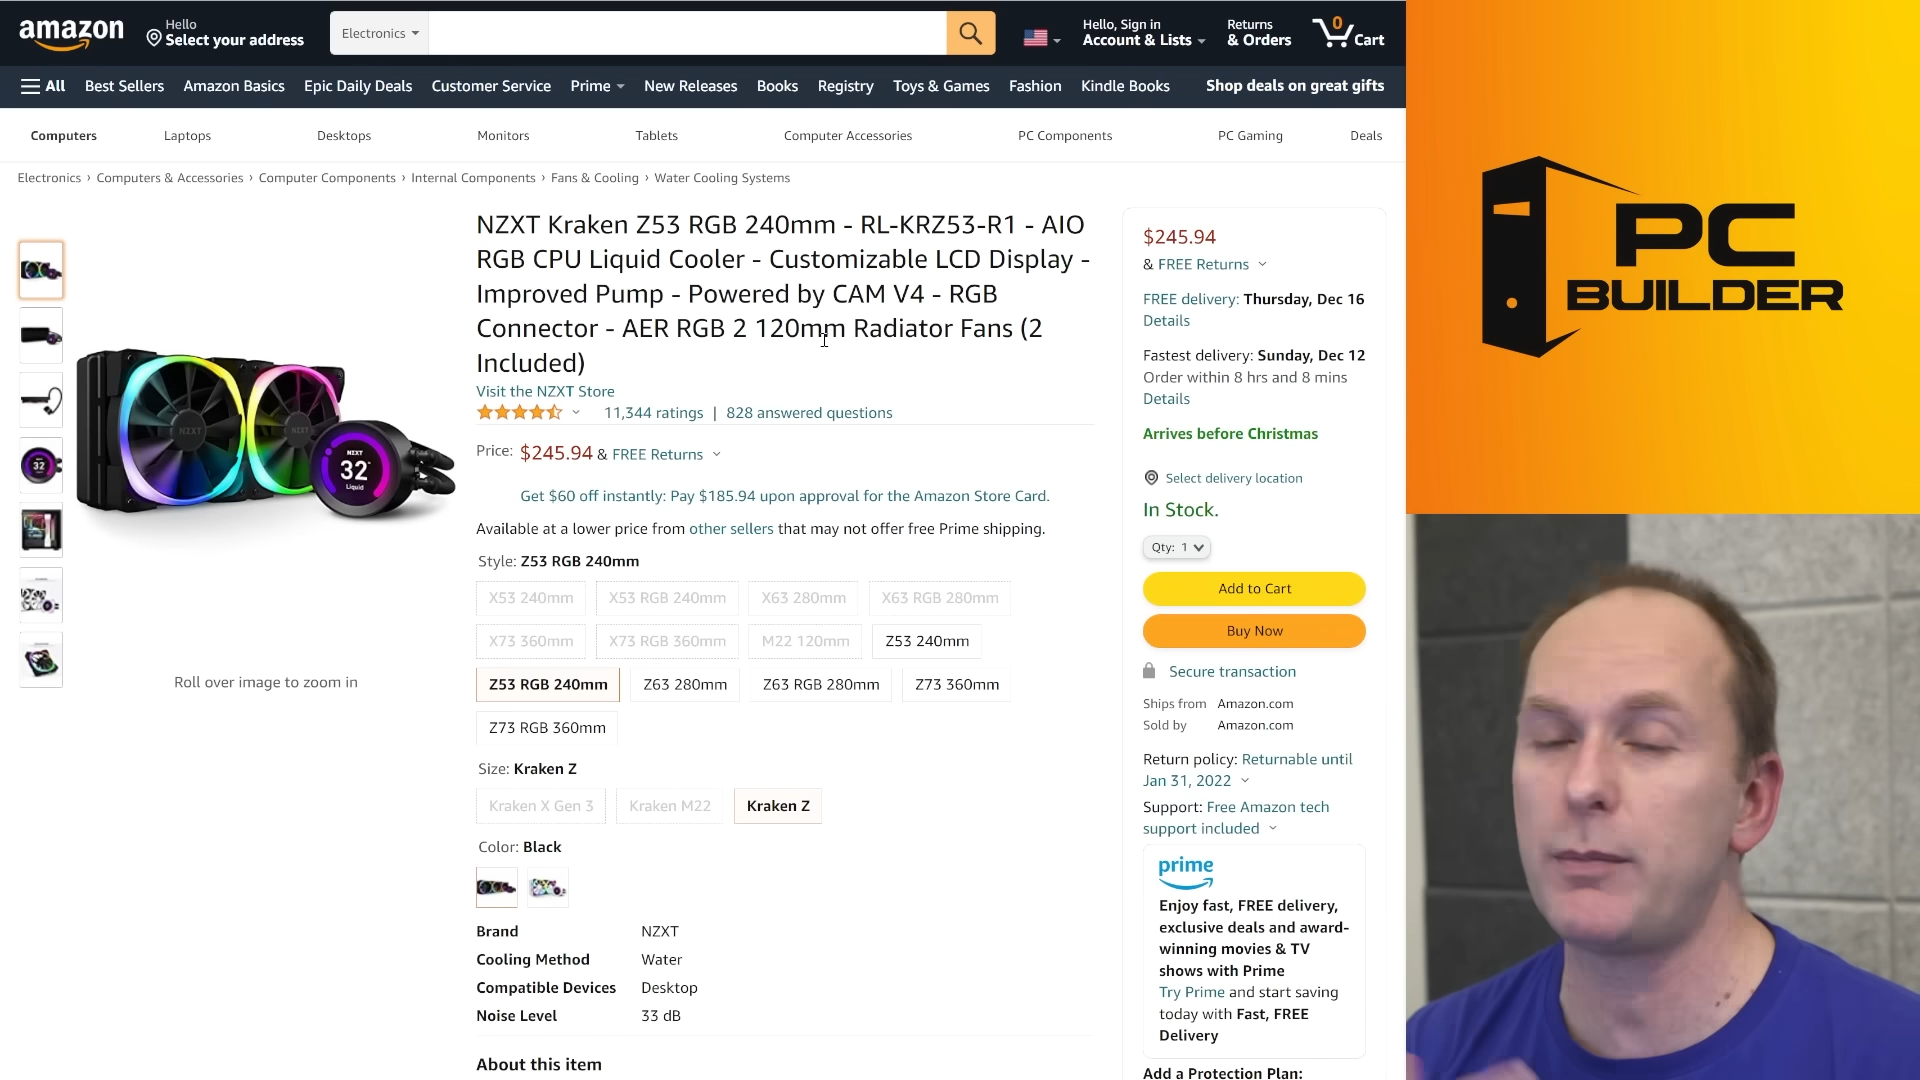 amazon
Hello
Select your address
Electronics
Hello, Sign in
Account & Lists
Returns
& Orders
0
Cart
All
Best Sellers
Amazon Basics
Epic Daily Deals
Customer Service
Prime
New Releases
Books
Registry
Toys & Games
Fashion
Kindle Books
Shop deals on great gifts
Computers
Laptops
Desktops
Monitors
Tablets
Computer Accessories
PC Components
PC Gaming
Deals
Electronics › Computers & Accessories › Computer Components › Internal Components › Fans & Cooling › Water Cooling Systems
NZXT Kraken Z53 RGB 240mm - RL-KRZ53-R1 - AIO
RGB CPU Liquid Cooler - Customizable LCD Display -
Improved Pump - Powered by CAM V4 - RGB
Connector - AER RGB 2 120mm Radiator Fans (2
Included)
Visit the NZXT Store
11,344 ratings | 828 answered questions
Price: $245.94 & FREE Returns
Get $60 off instantly: Pay $185.94 upon approval for the Amazon Store Card.
Available at a lower price from other sellers that may not offer free Prime shipping.
Style: Z53 RGB 240mm
X53 240mm
X53 RGB 240mm
X63 280mm
X63 RGB 280mm
X73 360mm
X73 RGB 360mm
M22 120mm
Z53 240mm
Z53 RGB 240mm
Z63 280mm
Z63 RGB 280mm
Z73 360mm
Z73 RGB 360mm
Size: Kraken Z
Kraken X Gen 3
Kraken M22
Kraken Z
Color: Black
Brand NZXT
Cooling Method Water
Compatible Devices Desktop
Noise Level 33 dB
About this item
NZXT
NZXT
NZXT
32°
Liquid
32
Roll over image to zoom in
$245.94
& FREE Returns
FREE delivery: Thursday, Dec 16
Details
Fastest delivery: Sunday, Dec 12
Order within 8 hrs and 8 mins
Details
Arrives before Christmas
Select delivery location
In Stock.
Qty: 1
Add to Cart
Buy Now
Secure transaction
Ships from Amazon.com
Sold by Amazon.com
Return policy: Returnable until
Jan 31, 2022
Support: Free Amazon tech
support included
prime
Enjoy fast, FREE delivery,
exclusive deals and award-
winning movies & TV
shows with Prime
Try Prime and start saving
today with Fast, FREE
Delivery
Add a Protection Plan:
PC
BUILDER